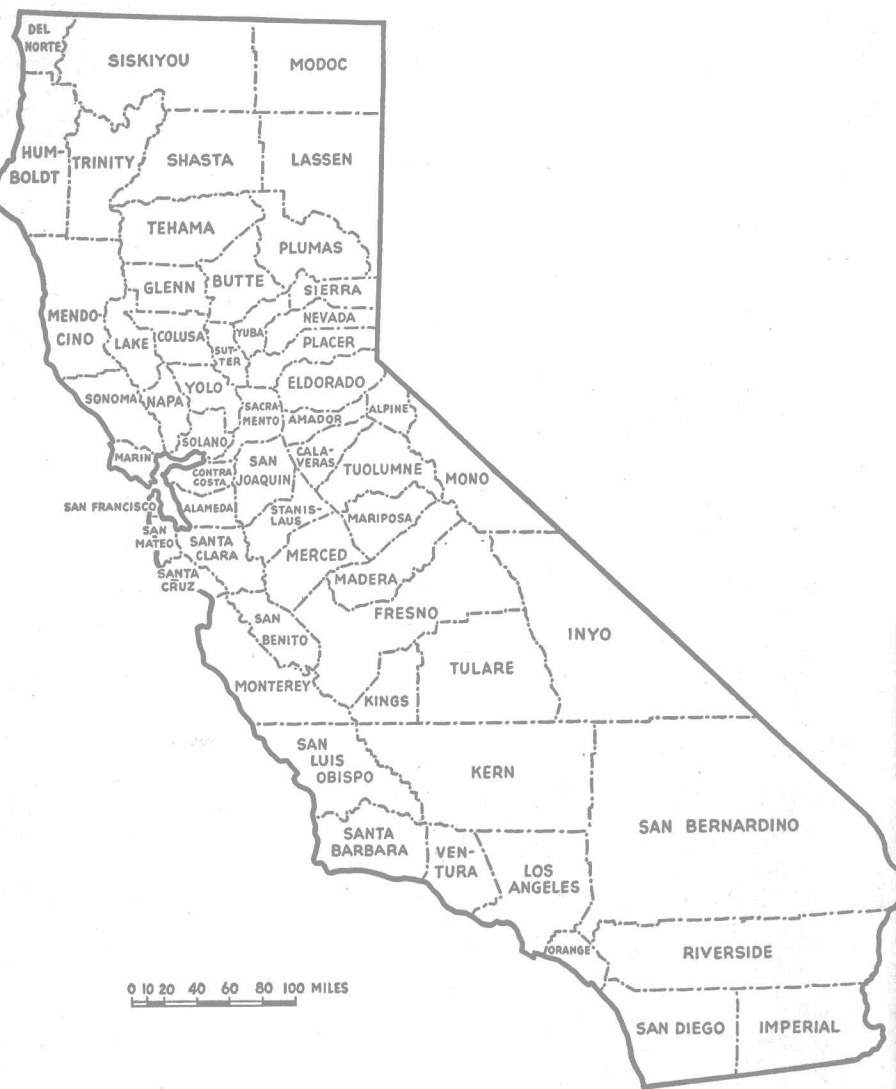 DEL
NORTE
SISKIYOU
MODOC
HUM-
BOLDT
TRINITY
SHASTA
LASSEN
TEHAMA
PLUMAS
GLENN
BUTTE
SIERRA
MENDO-
CINO
LAKE
COLUSA
SUT-
TER
YUBA
NEVADA
PLACER
SONOMA
NAPA
YOLO
ELDORADO
SACRA-
MENTO
AMADOR
ALPINE
SOLANO
MARIN
CONTRA
COSTA
SAN
JOAQUIN
CALA-
VERAS
TUOLUMNE
MONO
SAN FRANCISCO
ALAMEDA
STANIS-
LAUS
MARIPOSA
SAN
MATEO
SANTA
CLARA
MERCED
SANTA
CRUZ
MADERA
FRESNO
SAN
BENITO
INYO
MONTEREY
KINGS
TULARE
SAN
LUIS
OBISPO
KERN
SAN BERNARDINO
SANTA
BARBARA
VEN-
TURA
LOS
ANGELES
ORANGE
RIVERSIDE
SAN DIEGO
IMPERIAL
0 10 20 40 60 80 100 MILES